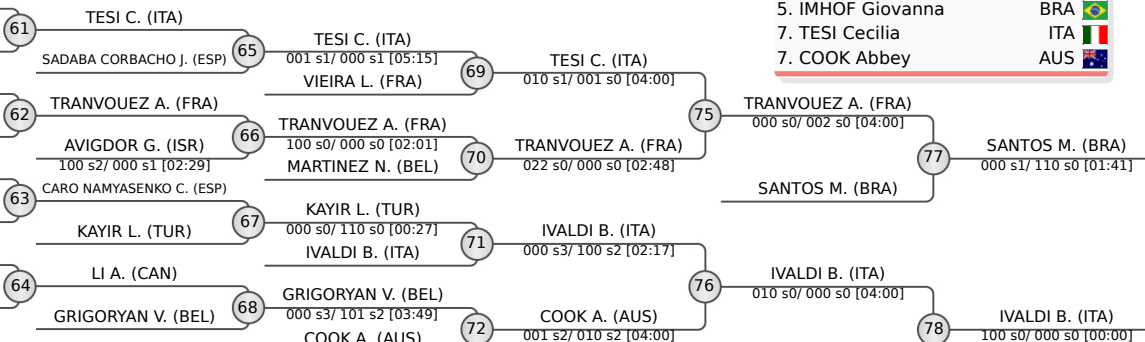 5. IMHOF Giovanna BRA
7. TESI Cecilia ITA
7. COOK Abbey AUS
61
TESI C. (ITA)
SADABA CORBACHO J. (ESP)
65
TESI C. (ITA)
001 s1/ 000 s1 [05:15]
VIEIRA L. (FRA)
69
TESI C. (ITA)
010 s1/ 001 s0 [04:00]
62
TRANVOUEZ A. (FRA)
AVIGDOR G. (ISR)
100 s2/ 000 s1 [02:29]
66
TRANVOUEZ A. (FRA)
100 s0/ 000 s0 [02:01]
MARTINEZ N. (BEL)
70
TRANVOUEZ A. (FRA)
022 s0/ 000 s0 [02:48]
75
TRANVOUEZ A. (FRA)
000 s0/ 002 s0 [04:00]
SANTOS M. (BRA)
77
SANTOS M. (BRA)
000 s1/ 110 s0 [01:41]
63
CARO NAMYASENKO C. (ESP)
KAYIR L. (TUR)
67
KAYIR L. (TUR)
000 s0/ 110 s0 [00:27]
IVALDI B. (ITA)
71
IVALDI B. (ITA)
000 s3/ 100 s2 [02:17]
64
LI A. (CAN)
GRIGORYAN V. (BEL)
68
GRIGORYAN V. (BEL)
000 s3/ 101 s2 [03:49]
COOK A. (AUS)
72
COOK A. (AUS)
001 s2/ 010 s2 [04:00]
76
IVALDI B. (ITA)
010 s0/ 000 s0 [04:00]
78
IVALDI B. (ITA)
100 s0/ 000 s0 [00:00]